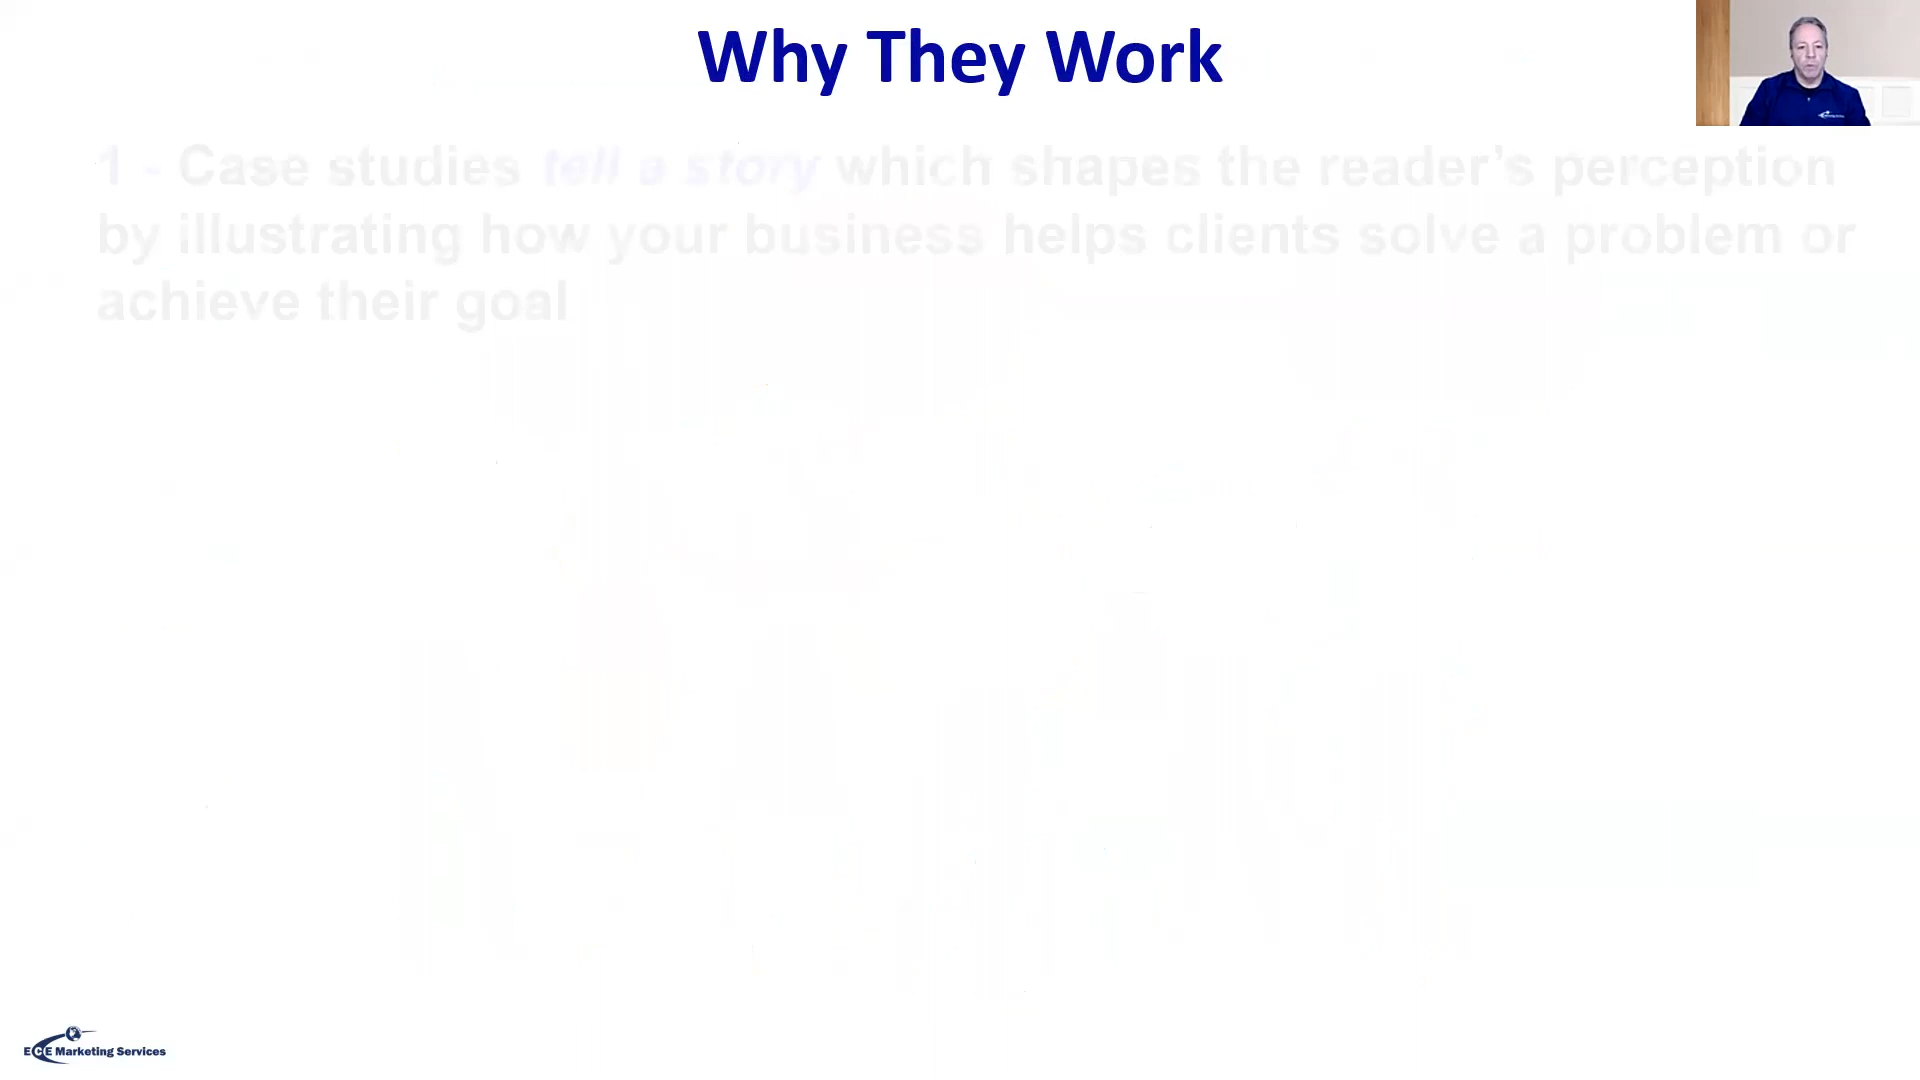 Why They Work
1 - Case studies tell a story which shapes the reader’s perception
by illustrating how your business helps clients solve a problem or
achieve their goal
ECE Marketing Services